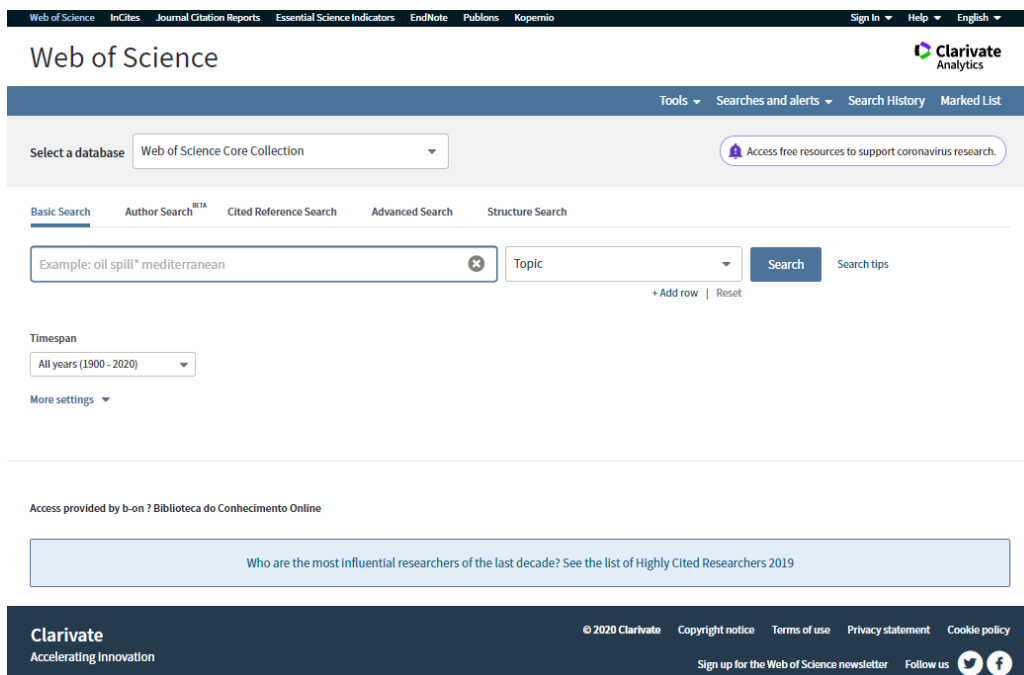 Web of Science InCites Journal Citation Reports Essential Science Indicators EndNote Publons Kopernio Sign In Help English
Web of Science
Clarivate
Analytics
Tools Searches and alerts Search History Marked List
Select a database Web of Science Core Collection Access free resources to support coronavirus research.
Basic Search Author Search BETA Cited Reference Search Advanced Search Structure Search
Example: oil spill* mediterranean Topic Search Search tips
+ Add row | Reset
Timespan
All years (1900 - 2020)
More settings
Access provided by b-on ? Biblioteca do Conhecimento Online
Who are the most influential researchers of the last decade? See the list of Highly Cited Researchers 2019
Clarivate
Accelerating innovation
© 2020 Clarivate Copyright notice Terms of use Privacy statement Cookie policy
Sign up for the Web of Science newsletter Follow us